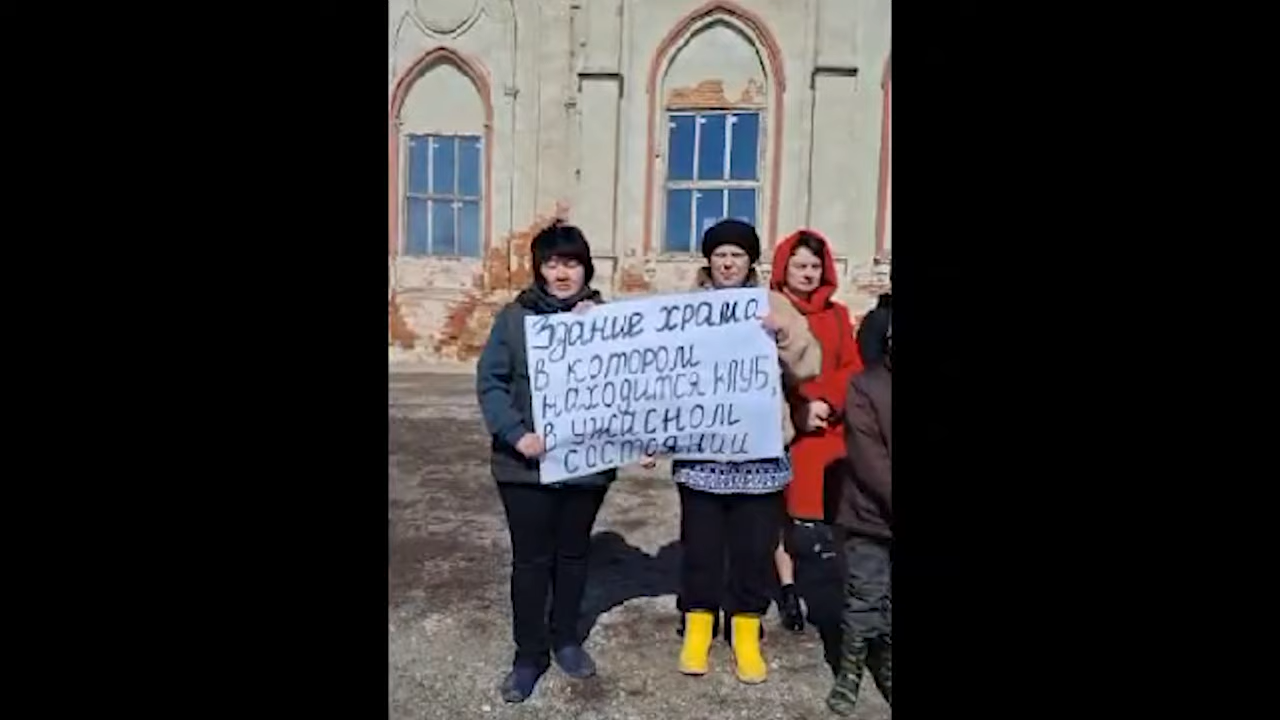 Здание храма
в котором
находится клуб,
в ужасном
состоянии